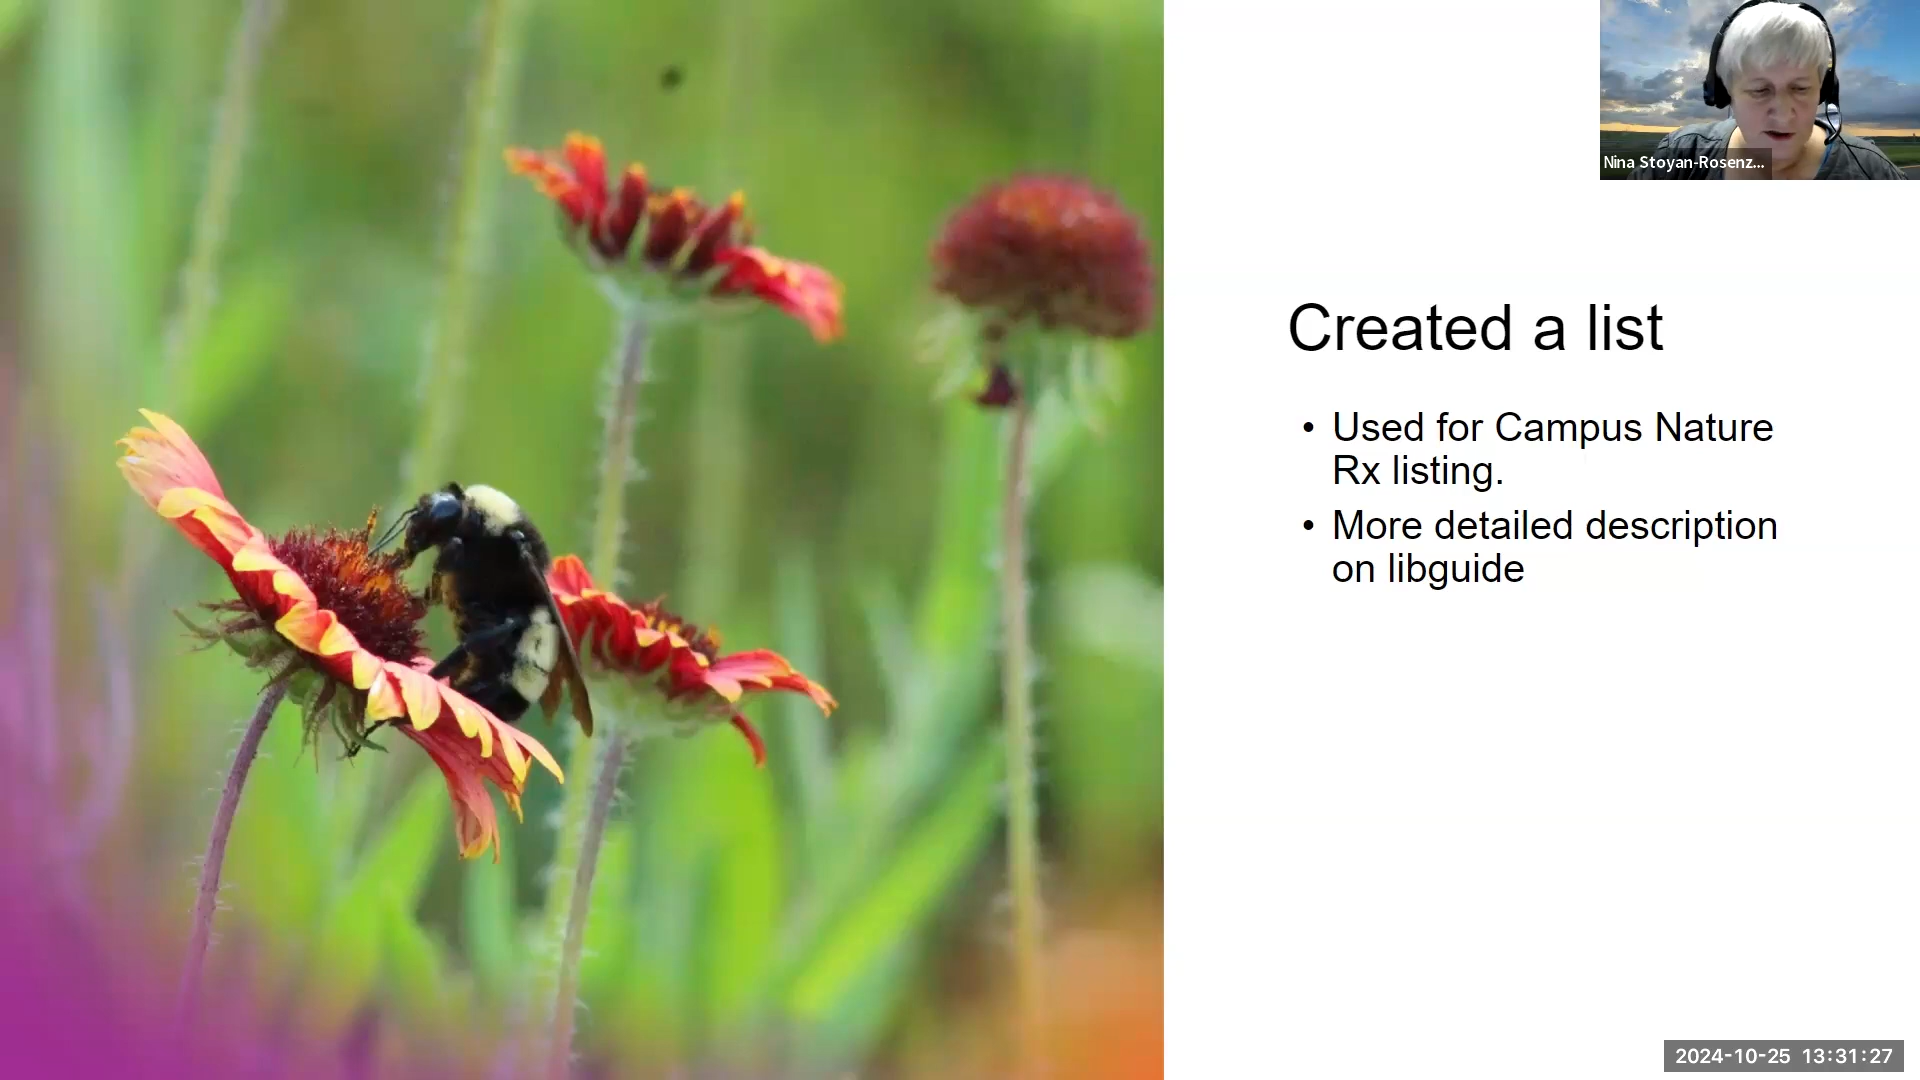 Nina Stoyan-Rosenz...
Created a list
• Used for Campus Nature
Rx listing.
• More detailed description
on libguide
2024-10-25 13:31:27